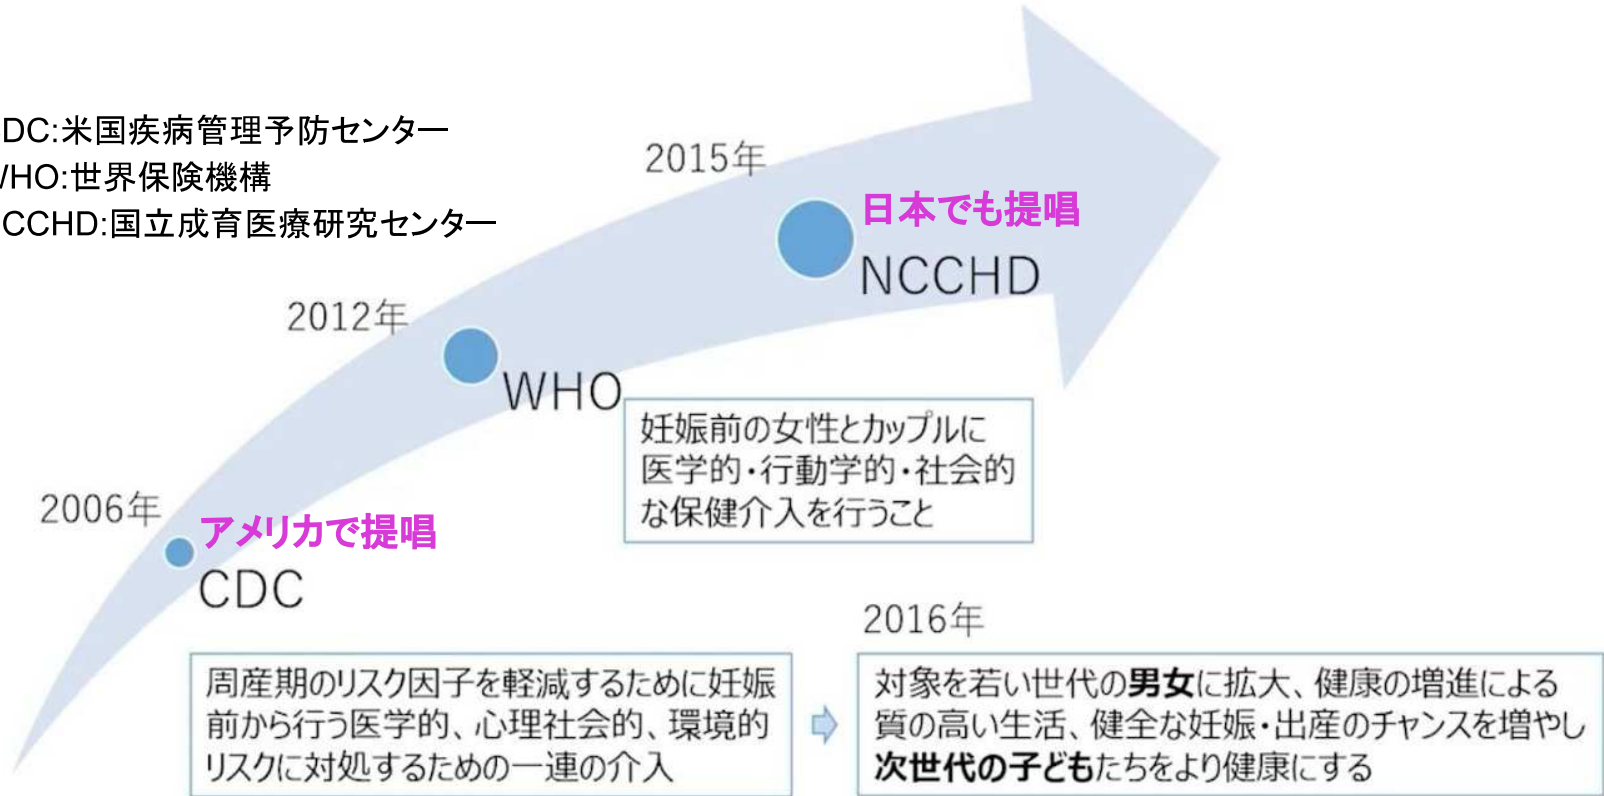 DC:米国疾病管理予防センター
WHO:世界保険機構
CCHD:国立成育医療研究センター
2015年
日本でも提唱
NCCHD
2012年
WHO
妊娠前の女性とカップルに
医学的・行動学的・社会的
な保健介入を行うこと
2006年
アメリカで提唱
CDC
周産期のリスク因子を軽減するために妊娠
前から行う医学的、心理社会的、環境的
リスクに対処するための一連の介入
2016年
対象を若い世代の男女に拡大、健康の増進による
質の高い生活、健全な妊娠・出産のチャンスを増やし
次世代の子どもたちをより健康にする